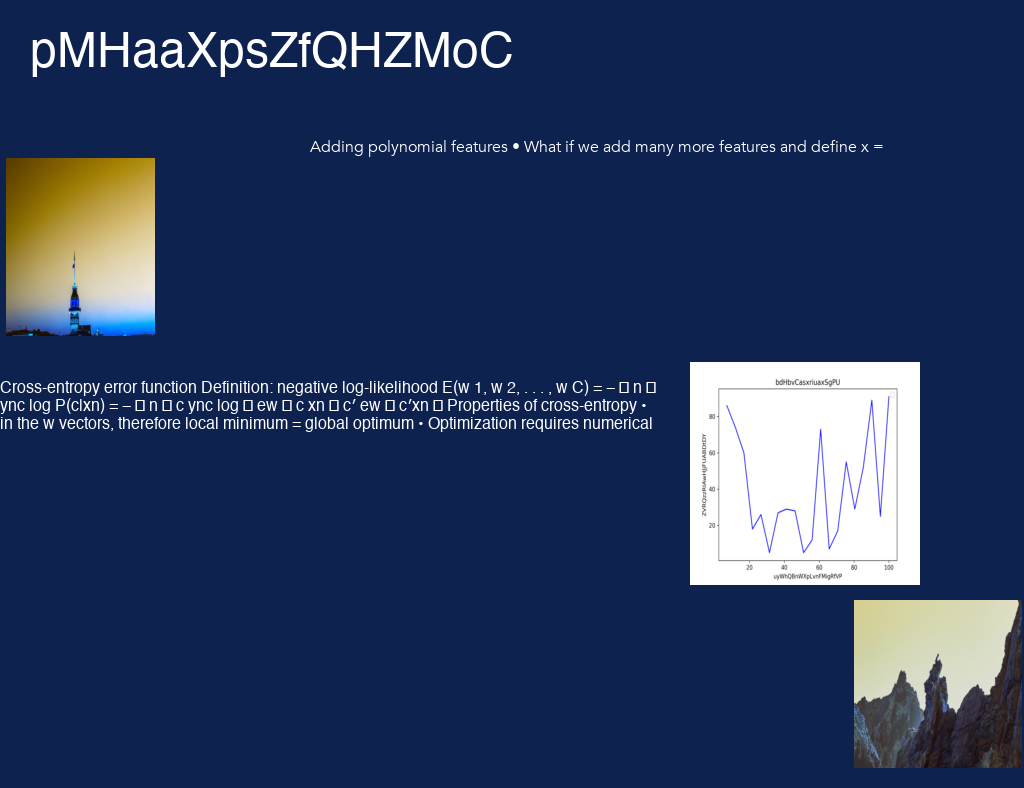 pMHaaXpsZfQHZMoC
Adding polynomial features • What if we add many more features and define x =
Cross-entropy error function Definition: negative log-likelihood E(w 1, w 2, . . . , w C) = – □ n □
ync log P(c|xn) = – □ n □ c ync log □ ew □ c xn □ c′ ew □ c′xn □ Properties of cross-entropy •
in the w vectors, therefore local minimum = global optimum • Optimization requires numerical
bdHbvCasxriuaxSgPU
80
60
40
20
20 40 60 80 100
uyWhQBnWXpLvnFMigRfVP